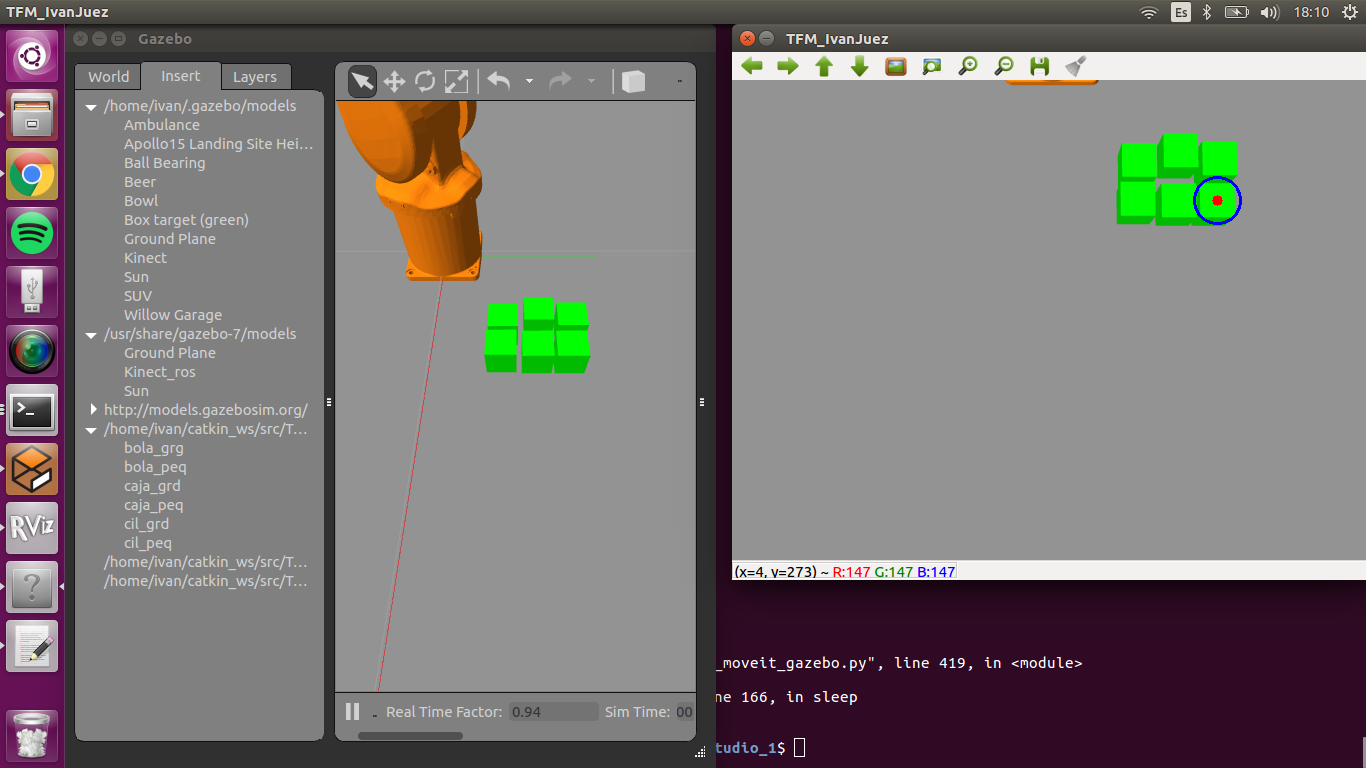 TFM_IvanJuez
Es
18:10
Gazebo
World
Insert
Layers
/home/ivan/.gazebo/models
Ambulance
Apollo15 Landing Site Hei...
Ball Bearing
Beer
Bowl
Box target (green)
Ground Plane
Kinect
Sun
SUV
Willow Garage
/usr/share/gazebo-7/models
Ground Plane
Kinect_ros
Sun
http://models.gazebosim.org/
/home/ivan/catkin_ws/src/T...
bola_grg
bola_peq
caja_grd
caja_peq
cil_grd
cil_peq
/home/ivan/catkin_ws/src/T...
/home/ivan/catkin_ws/src/T...
RViz
?
>_
Real Time Factor: 0.94 Sim Time: 00
TFM_IvanJuez
(x=4, y=273) ~ R:147 G:147 B:147
_moveit_gazebo.py", line 419, in <module>
ne 166, in sleep
tudio_1$